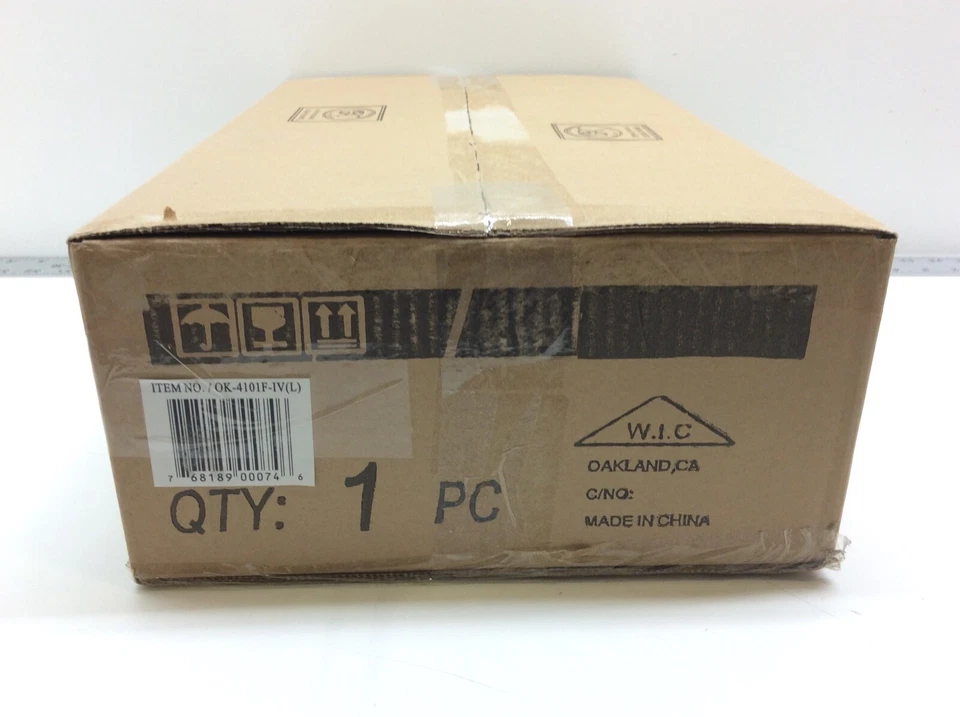 ITEM NO. / OK-4101F-IV(L)
7 68189 00074 6
QTY: 1 PC
W.I.C
OAKLAND,CA
C/NO:
MADE IN CHINA